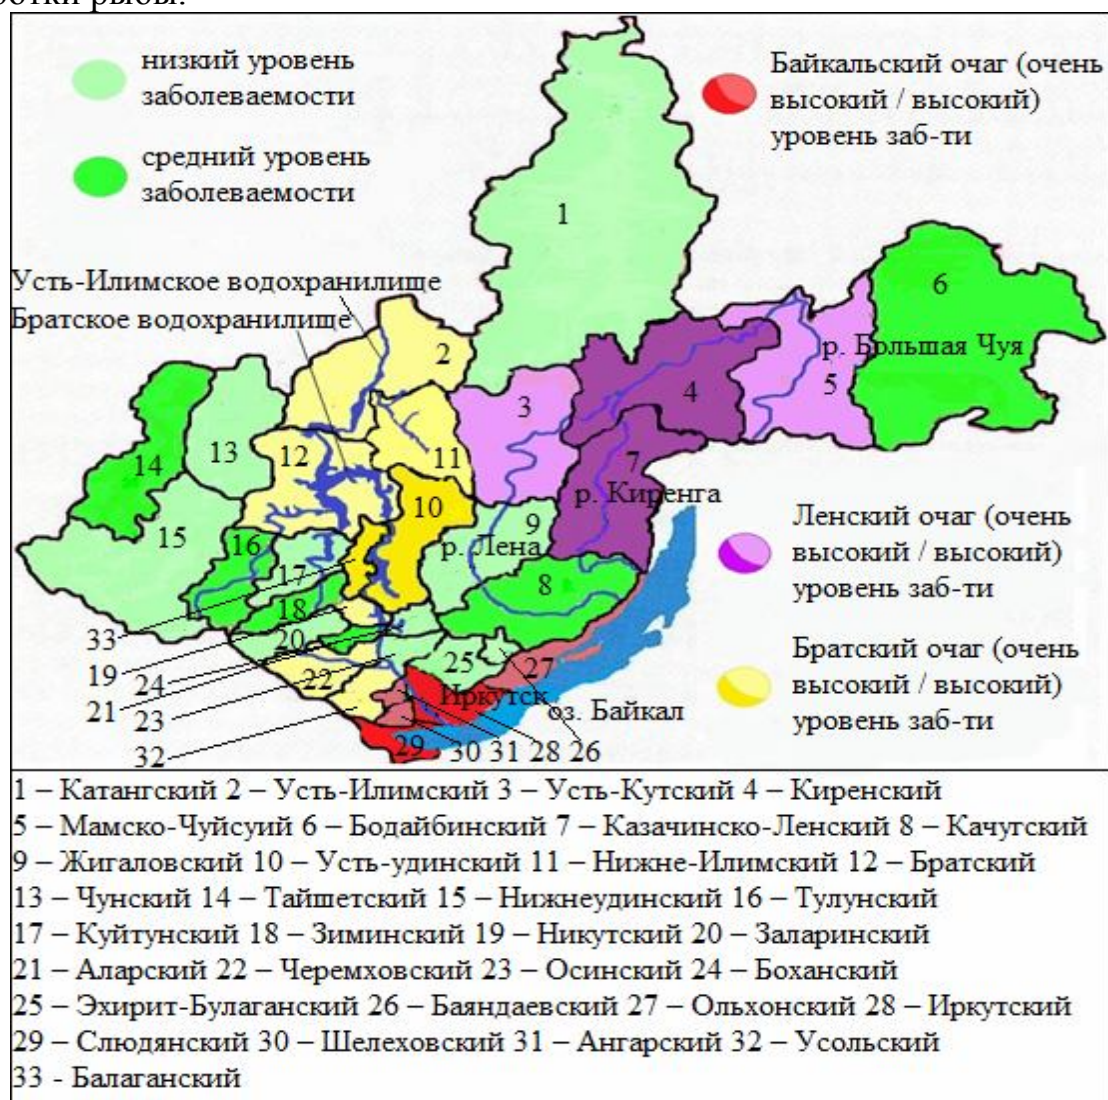 ботки рыбы.
низкий уровень
заболеваемости
средний уровень
заболеваемости
Байкальский очаг (очень
высокий / высокий)
уровень заб-ти
1
6
Усть-Илимское водохранилище
Братское водохранилище
2
р. Большая Чуя
5
3
4
14
13
12
11
7
10
р. Киренга
15
16
9
р. Лена
17
8
Ленский очаг (очень
высокий / высокий)
уровень заб-ти
18
33
20
19
24
25
27
21
23
22
Иркутск
оз. Байкал
Братский очаг (очень
высокий / высокий)
уровень заб-ти
32
29
30 31 28 26
1 – Катангский 2 – Усть-Илимский 3 – Усть-Кутский 4 – Киренский
5 – Мамско-Чуйсуий 6 – Бодайбинский 7 – Казачинско-Ленский 8 – Качугский
9 – Жигаловский 10 – Усть-удинский 11 – Нижне-Илимский 12 – Братский
13 – Чунский 14 – Тайшетский 15 – Нижнеудинский 16 – Тулунский
17 – Куйтунский 18 – Зиминский 19 – Никутский 20 – Заларинский
21 – Аларский 22 – Черемховский 23 – Осинский 24 – Боханский
25 – Эхирит-Булаганский 26 – Баяндаевский 27 – Ольхонский 28 – Иркутский
29 – Слюдянский 30 – Шелеховский 31 – Ангарский 32 – Усольский
33 - Балаганский